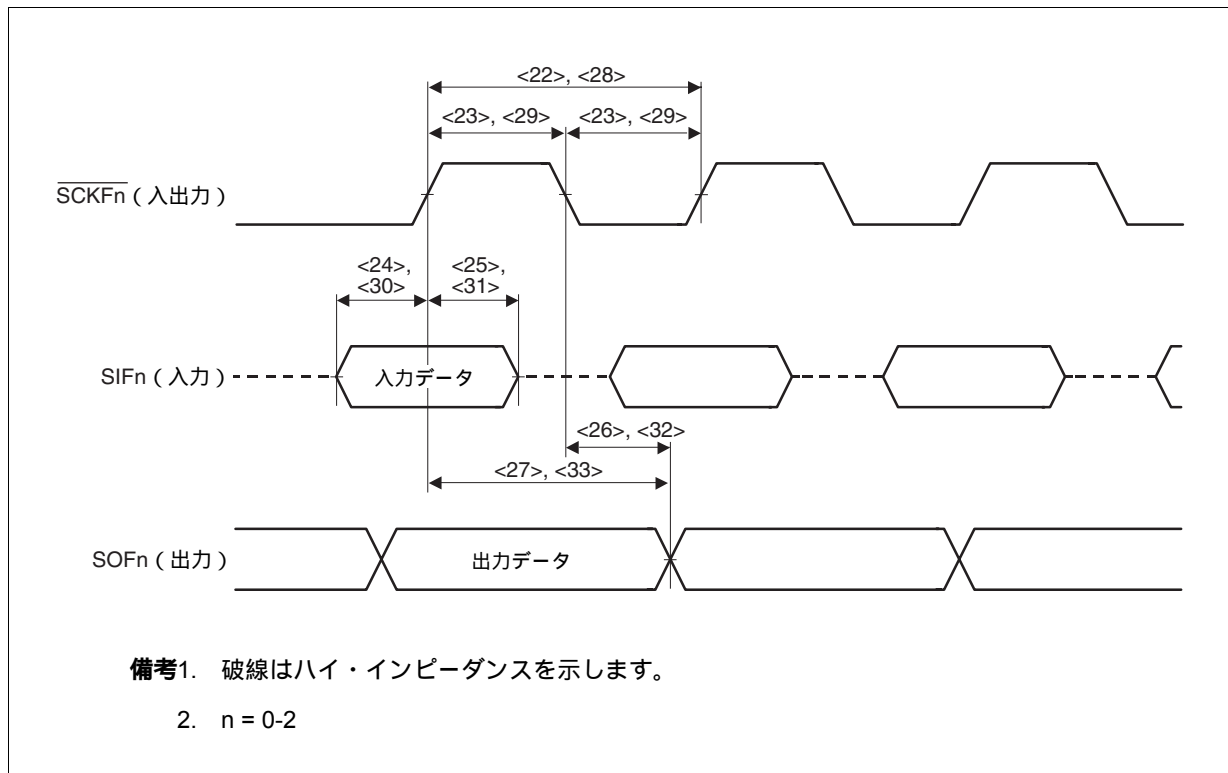 <22>, <28>
<23>, <29> <23>, <29>
SCKFn（入出力）
<24>, <25>,
<30> <31>
SIFn（入力）
入力データ
<26>, <32>
<27>, <33>
SOFn（出力）
出力データ
備考1. 破線はハイ・インピーダンスを示します。
2. n = 0-2